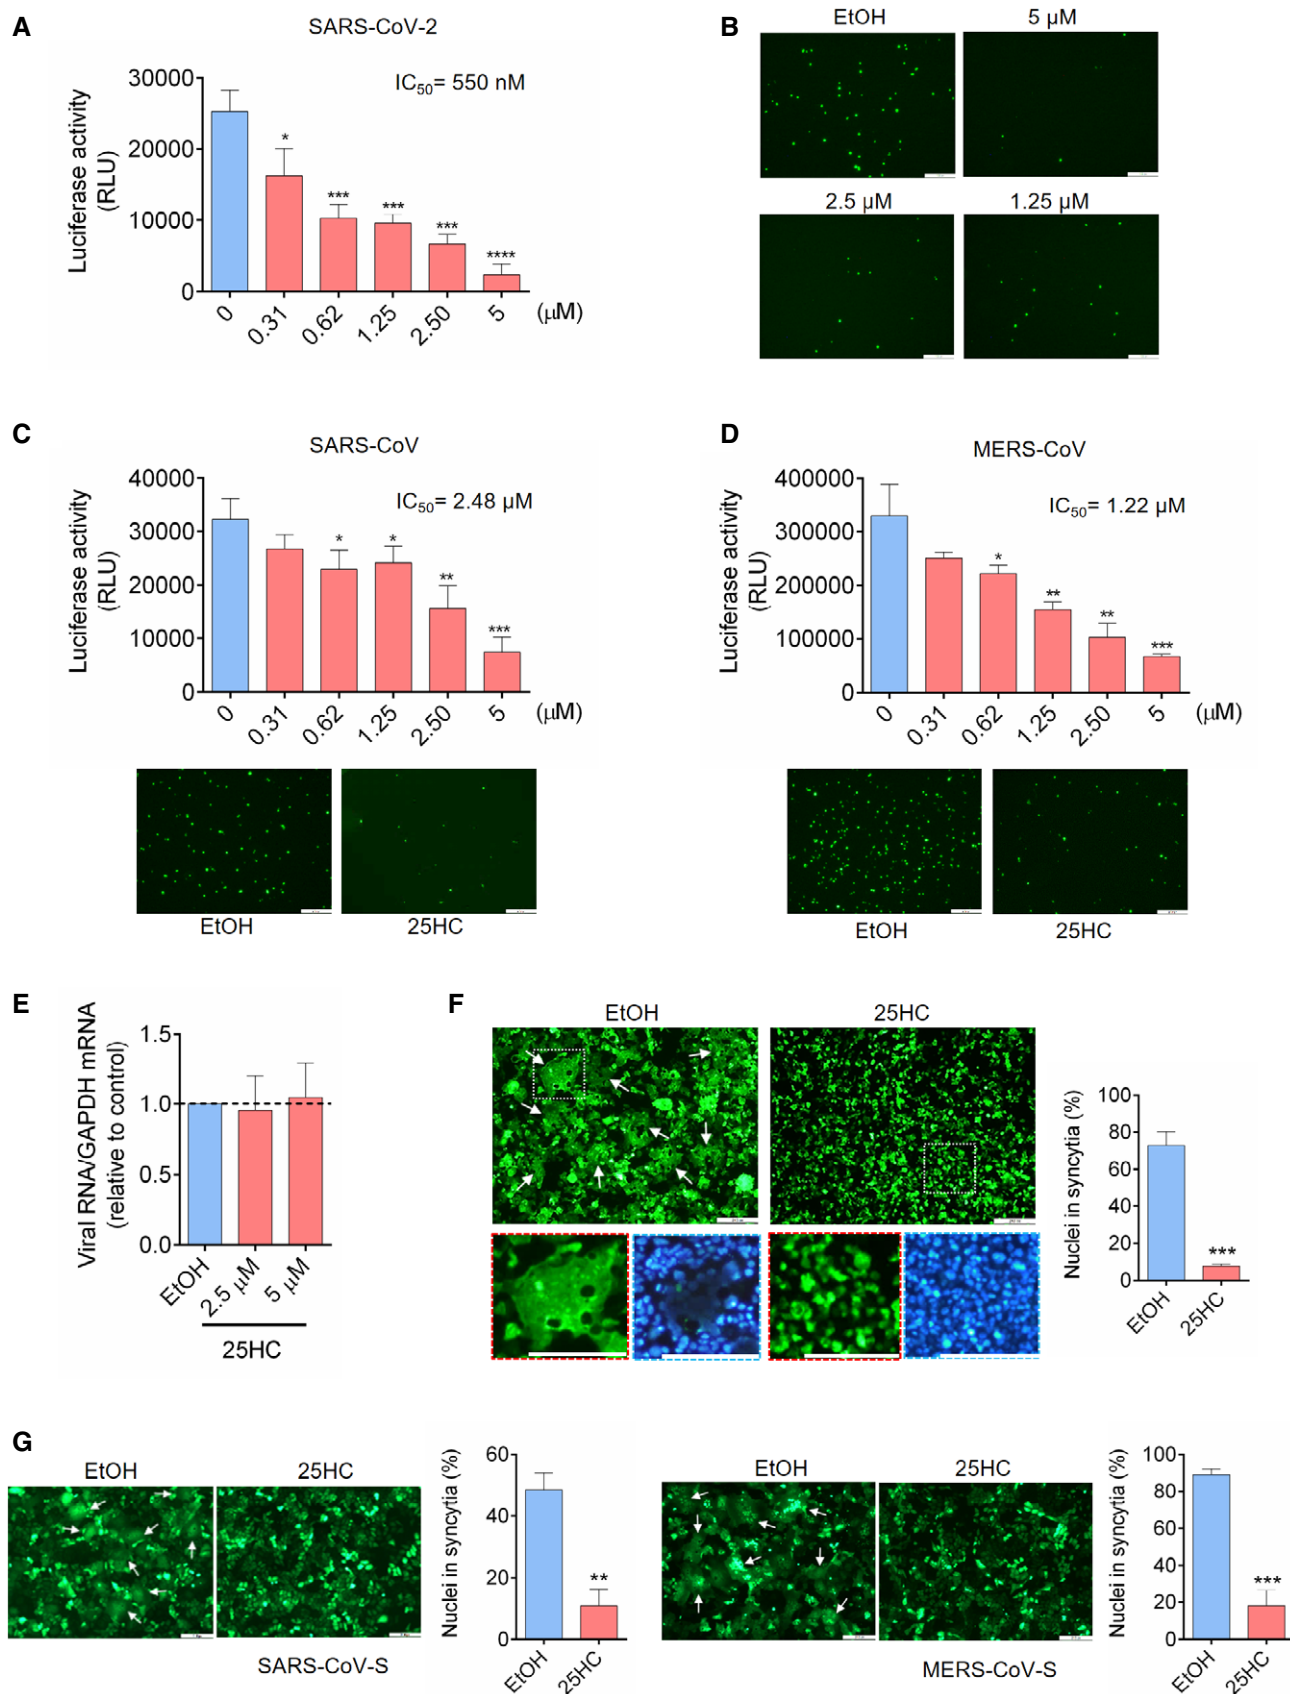 A
SARS-CoV-2
IC50= 550 nM
Luciferase activity
(RLU)
30000
20000
10000
0
*
***
***
***
****
0
0.31
0.62
1.25
2.50
5
(µM)
B
EtOH
5 µM
2.5 µM
1.25 µM
C
SARS-CoV
IC50= 2.48 µM
Luciferase activity
(RLU)
40000
30000
20000
10000
0
*
*
**
***
0
0.31
0.62
1.25
2.50
5
(µM)
EtOH
25HC
D
MERS-CoV
IC50= 1.22 µM
Luciferase activity
(RLU)
400000
300000
200000
100000
0
*
**
**
***
0
0.31
0.62
1.25
2.50
5
(µM)
EtOH
25HC
E
Viral RNA/GAPDH mRNA
(relative to control)
1.5
1.0
0.5
0.0
EtOH
2.5 µM
5 µM
25HC
F
EtOH
25HC
Nuclei in syncytia (%)
100
80
60
40
20
0
***
EtOH
25HC
G
EtOH
25HC
SARS-CoV-S
Nuclei in syncytia (%)
60
40
20
0
**
EtOH
25HC
EtOH
25HC
MERS-CoV-S
Nuclei in syncytia (%)
100
80
60
40
20
0
***
EtOH
25HC